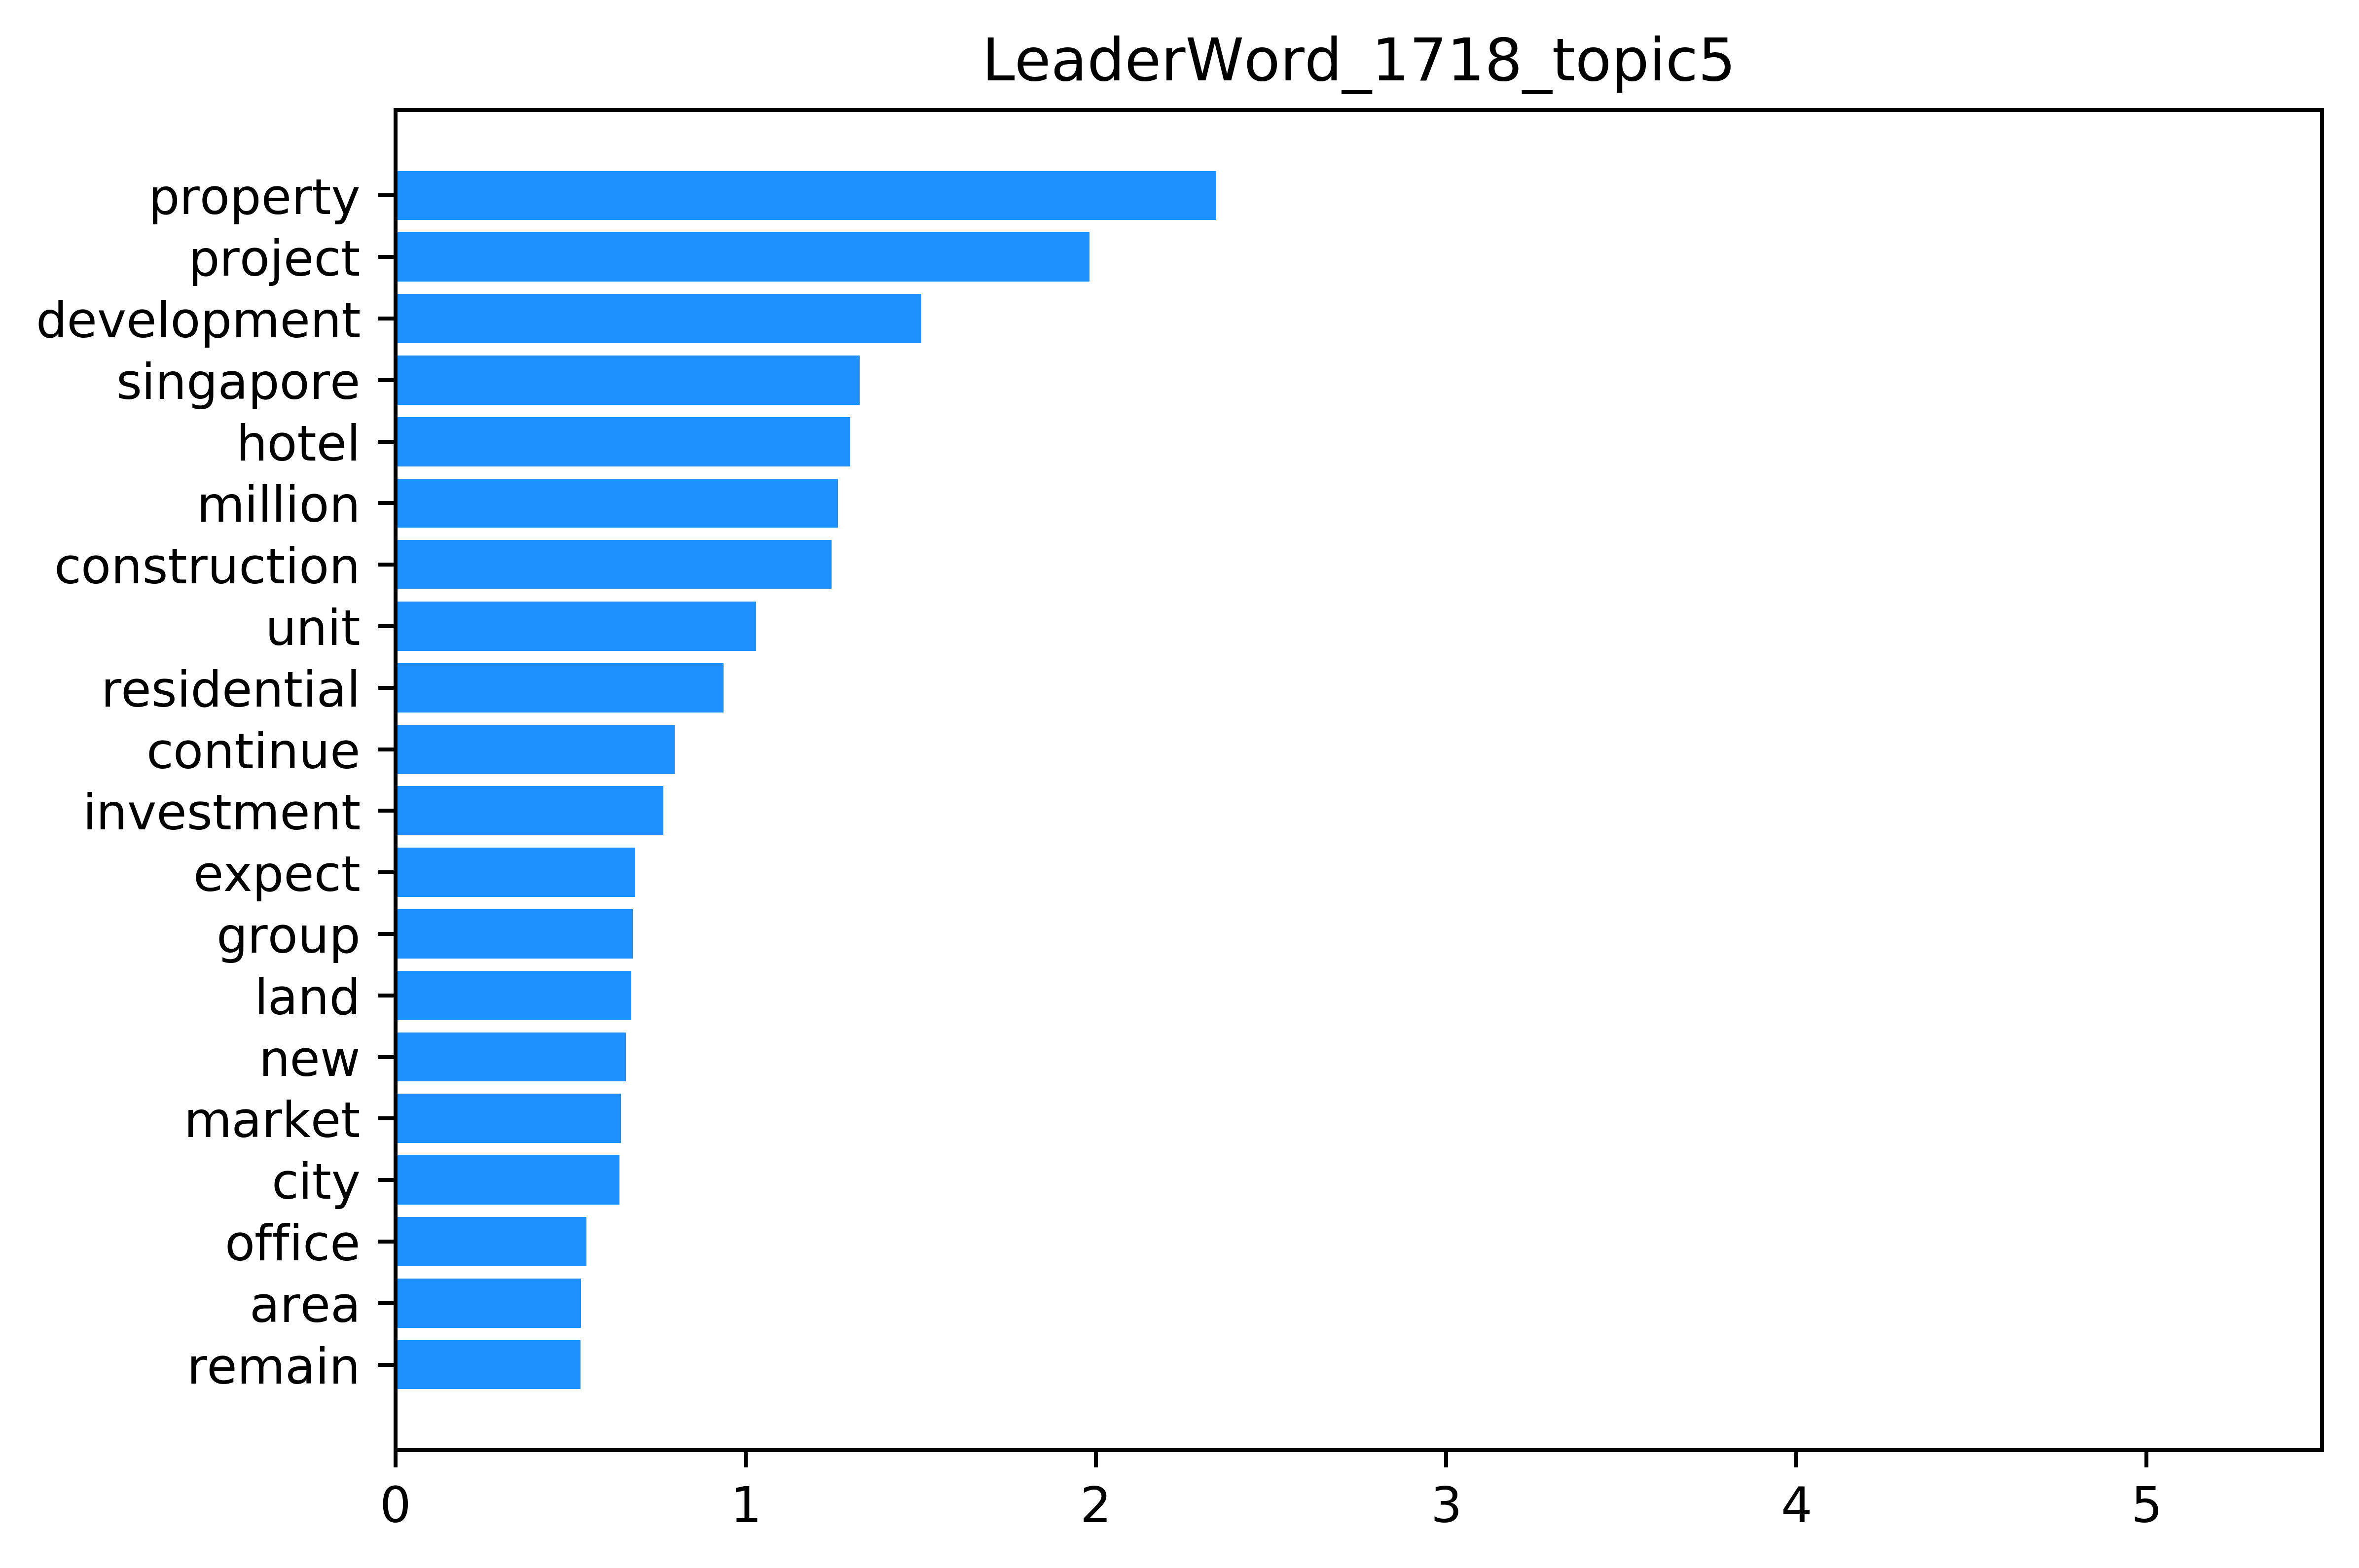 LeaderWord_1718_topic5
property
project
development
singapore
hotel
million
construction
unit
residential
continue
investment
expect
group
land
new
market
city
office
area
remain
0 1 2 3 4 5